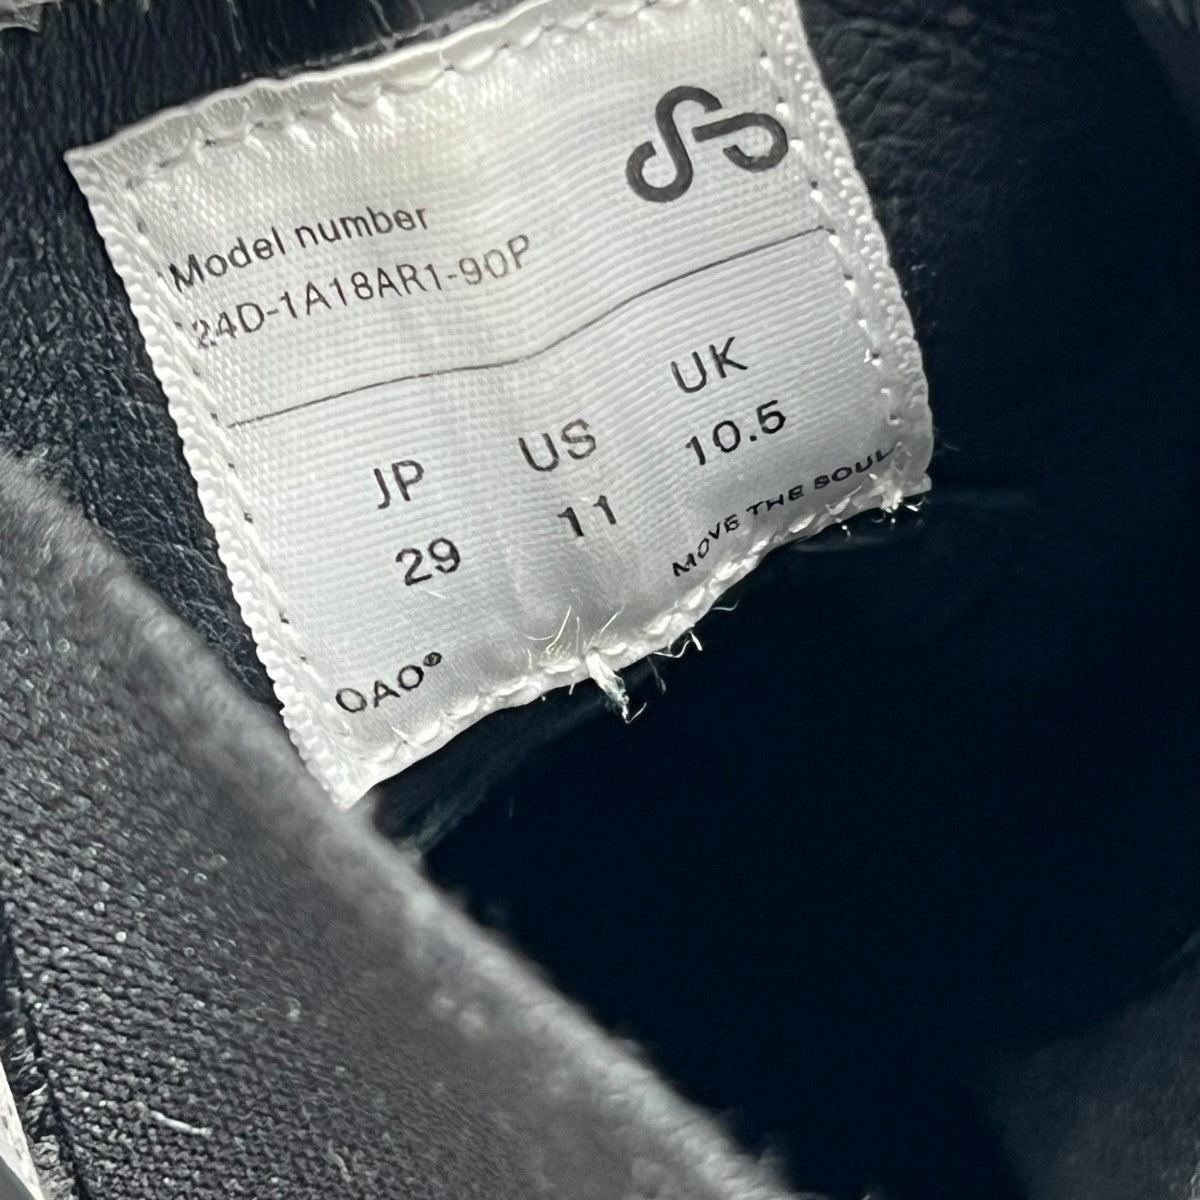 Model number
24D-1A18AR1-90P
JP US UK
29 11 10.5
OAO® MOVE THE SOUL